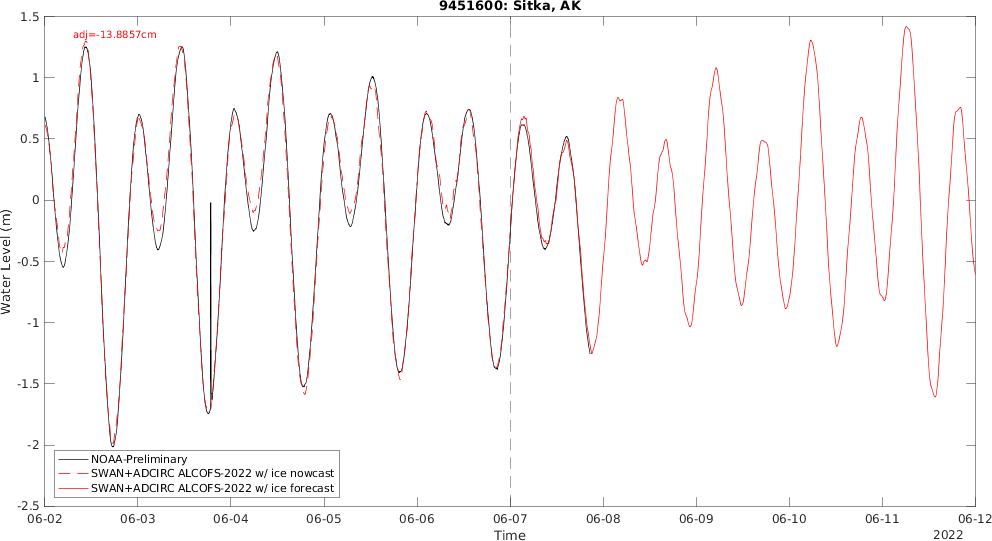 9451600: Sitka, AK
adj=-13.8857cm
1.5
1
0.5
0
-0.5
-1
-1.5
-2
-2.5
Water Level (m)
NOAA-Preliminary
SWAN+ADCIRC ALCOFS-2022 w/ ice nowcast
SWAN+ADCIRC ALCOFS-2022 w/ ice forecast
06-02 06-03 06-04 06-05 06-06 06-07 06-08 06-09 06-10 06-11 06-12
Time
2022